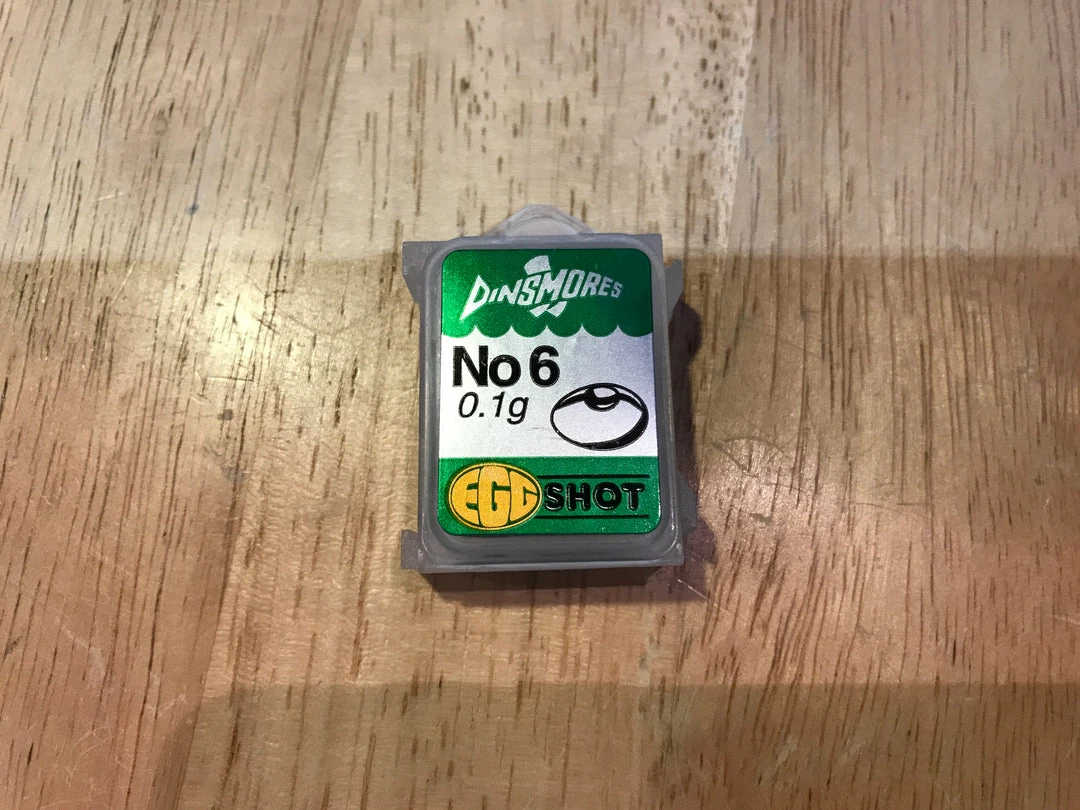 DINSMORES
No 6
0.1g
EGG SHOT